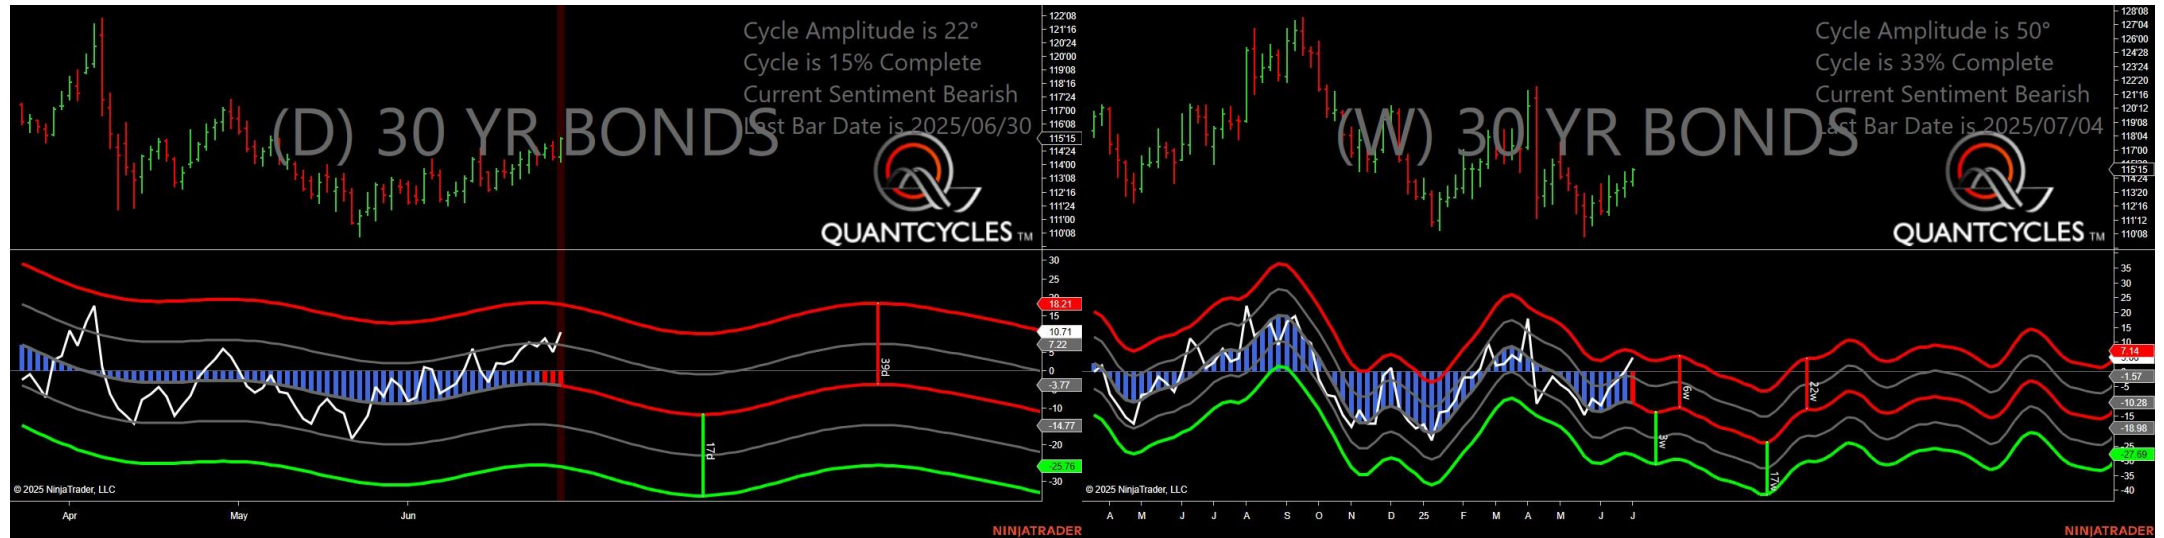 Cycle Amplitude is 22°
Cycle is 15% Complete
Current Sentiment Bearish
Last Bar Date is 2025/06/30
(D) 30 YR BONDS
QUANTCYCLES TM
122'08
121'16
120'24
120'00
119'08
118'16
117'24
117'00
116'08
115'15
114'24
114'00
113'08
112'16
111'24
111'00
110'08
30
25
18.21
15
10.71
7.22
5
0
-3.77
-10
-14.77
-20
-25.76
-30
39d
17d
© 2025 NinjaTrader, LLC
Apr May Jun
NINJATRADER
Cycle Amplitude is 50°
Cycle is 33% Complete
Current Sentiment Bearish
Last Bar Date is 2025/07/04
(W) 30 YR BONDS
QUANTCYCLES TM
128'08
127'04
126'00
124'28
123'24
122'20
121'16
120'12
119'08
118'04
117'00
115'15
114'24
113'20
112'16
111'12
110'08
35
30
25
20
15
10
7.14
-1.57
-5
-10.28
-15
-18.98
-25
-27.69
-35
-40
6w
22w
3w
17w
© 2025 NinjaTrader, LLC
A M J J A S O N D 25 F M A M J J
NINJATRADER